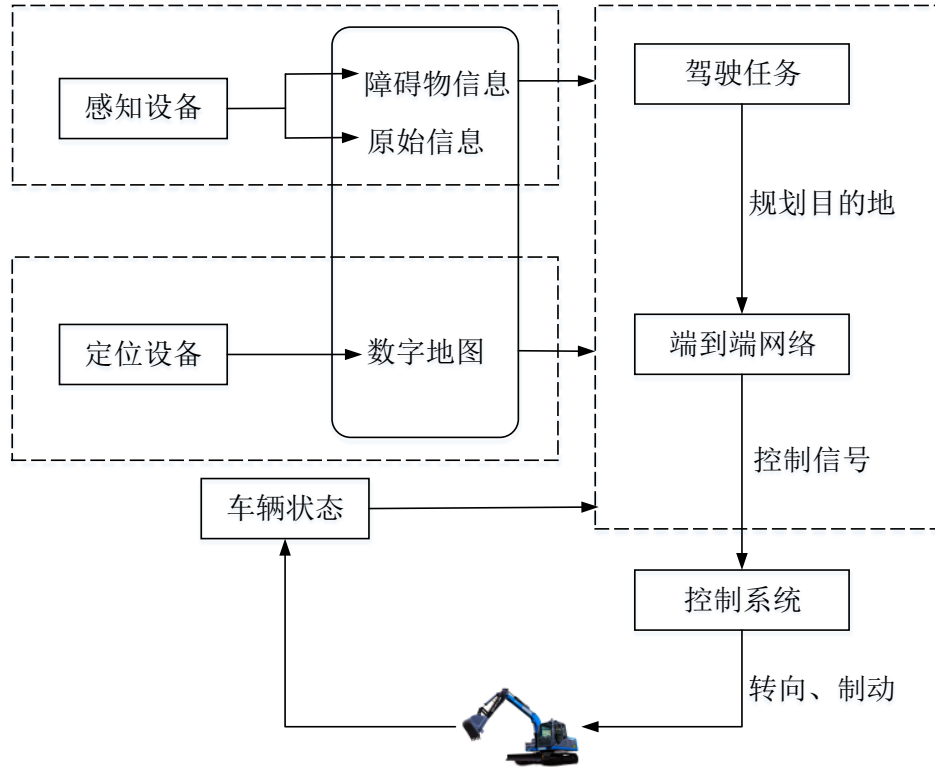 感知设备
障碍物信息
原始信息
驾驶任务
规划目的地
定位设备
数字地图
端到端网络
控制信号
车辆状态
控制系统
转向、制动